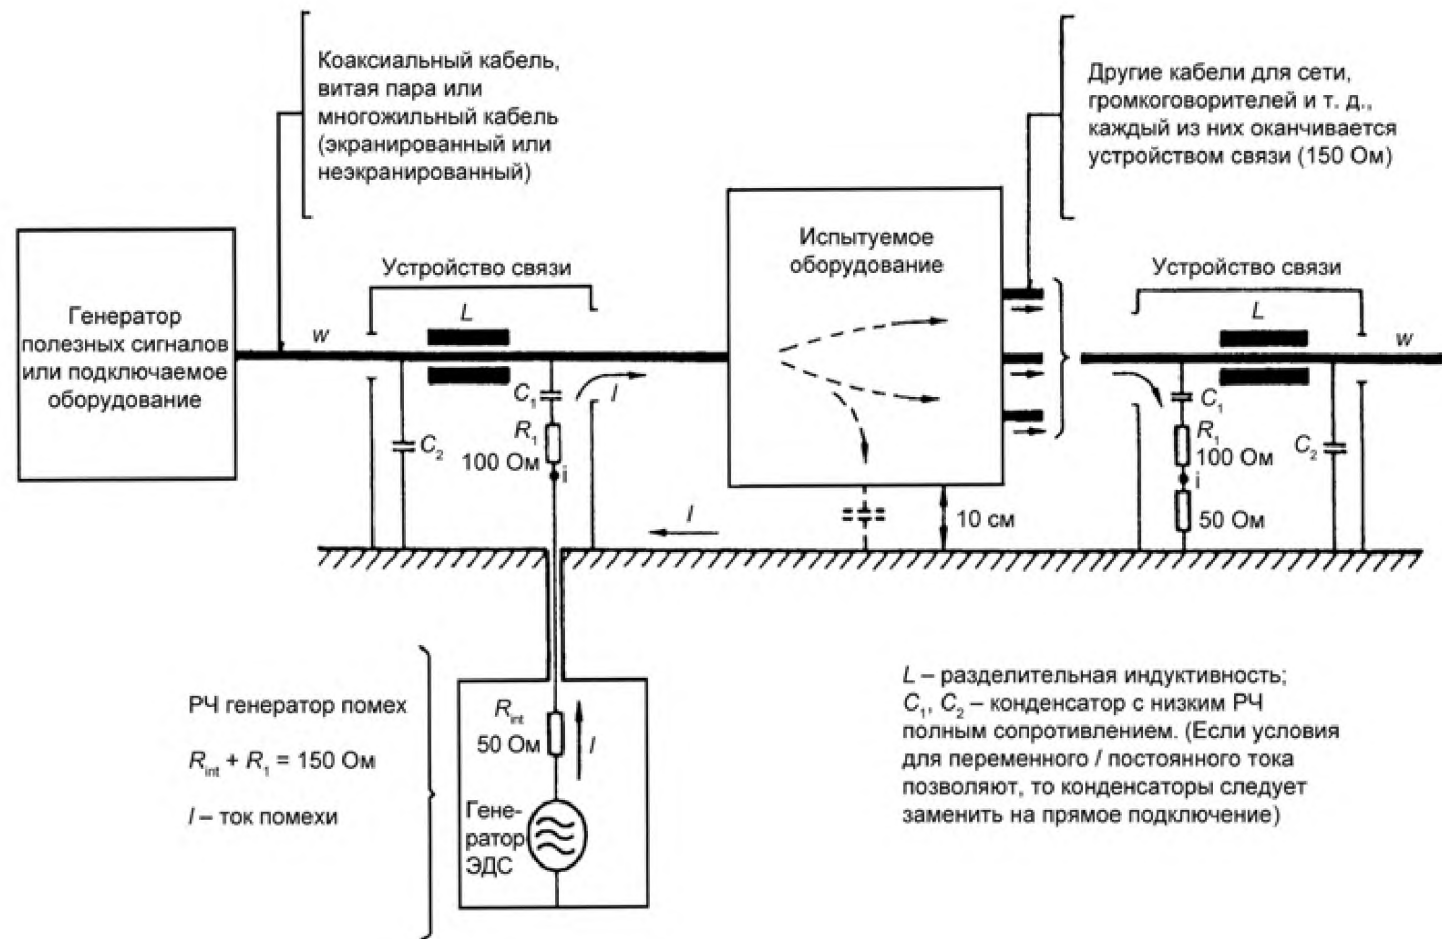 Коаксиальный кабель,
витая пара или
многожильный кабель
(экранированный или
неэкранированный)
Другие кабели для сети,
громкоговорителей и т. д.,
каждый из них оканчивается
устройством связи (150 Ом)
Генератор
полезных сигналов
или подключаемое
оборудование
w
Устройство связи
L
C₁
R₁
100 Ом
i
C₂
I
Испытуемое
оборудование
I
10 см
Устройство связи
L
w
C₁
R₁
100 Ом
i
50 Ом
C₂
РЧ генератор помех
R_int + R₁ = 150 Ом
I – ток помехи
R_int
50 Ом
I
Гене-
ратор
ЭДС
L – разделительная индуктивность;
C₁, C₂ – конденсатор с низким РЧ
полным сопротивлением. (Если условия
для переменного / постоянного тока
позволяют, то конденсаторы следует
заменить на прямое подключение)